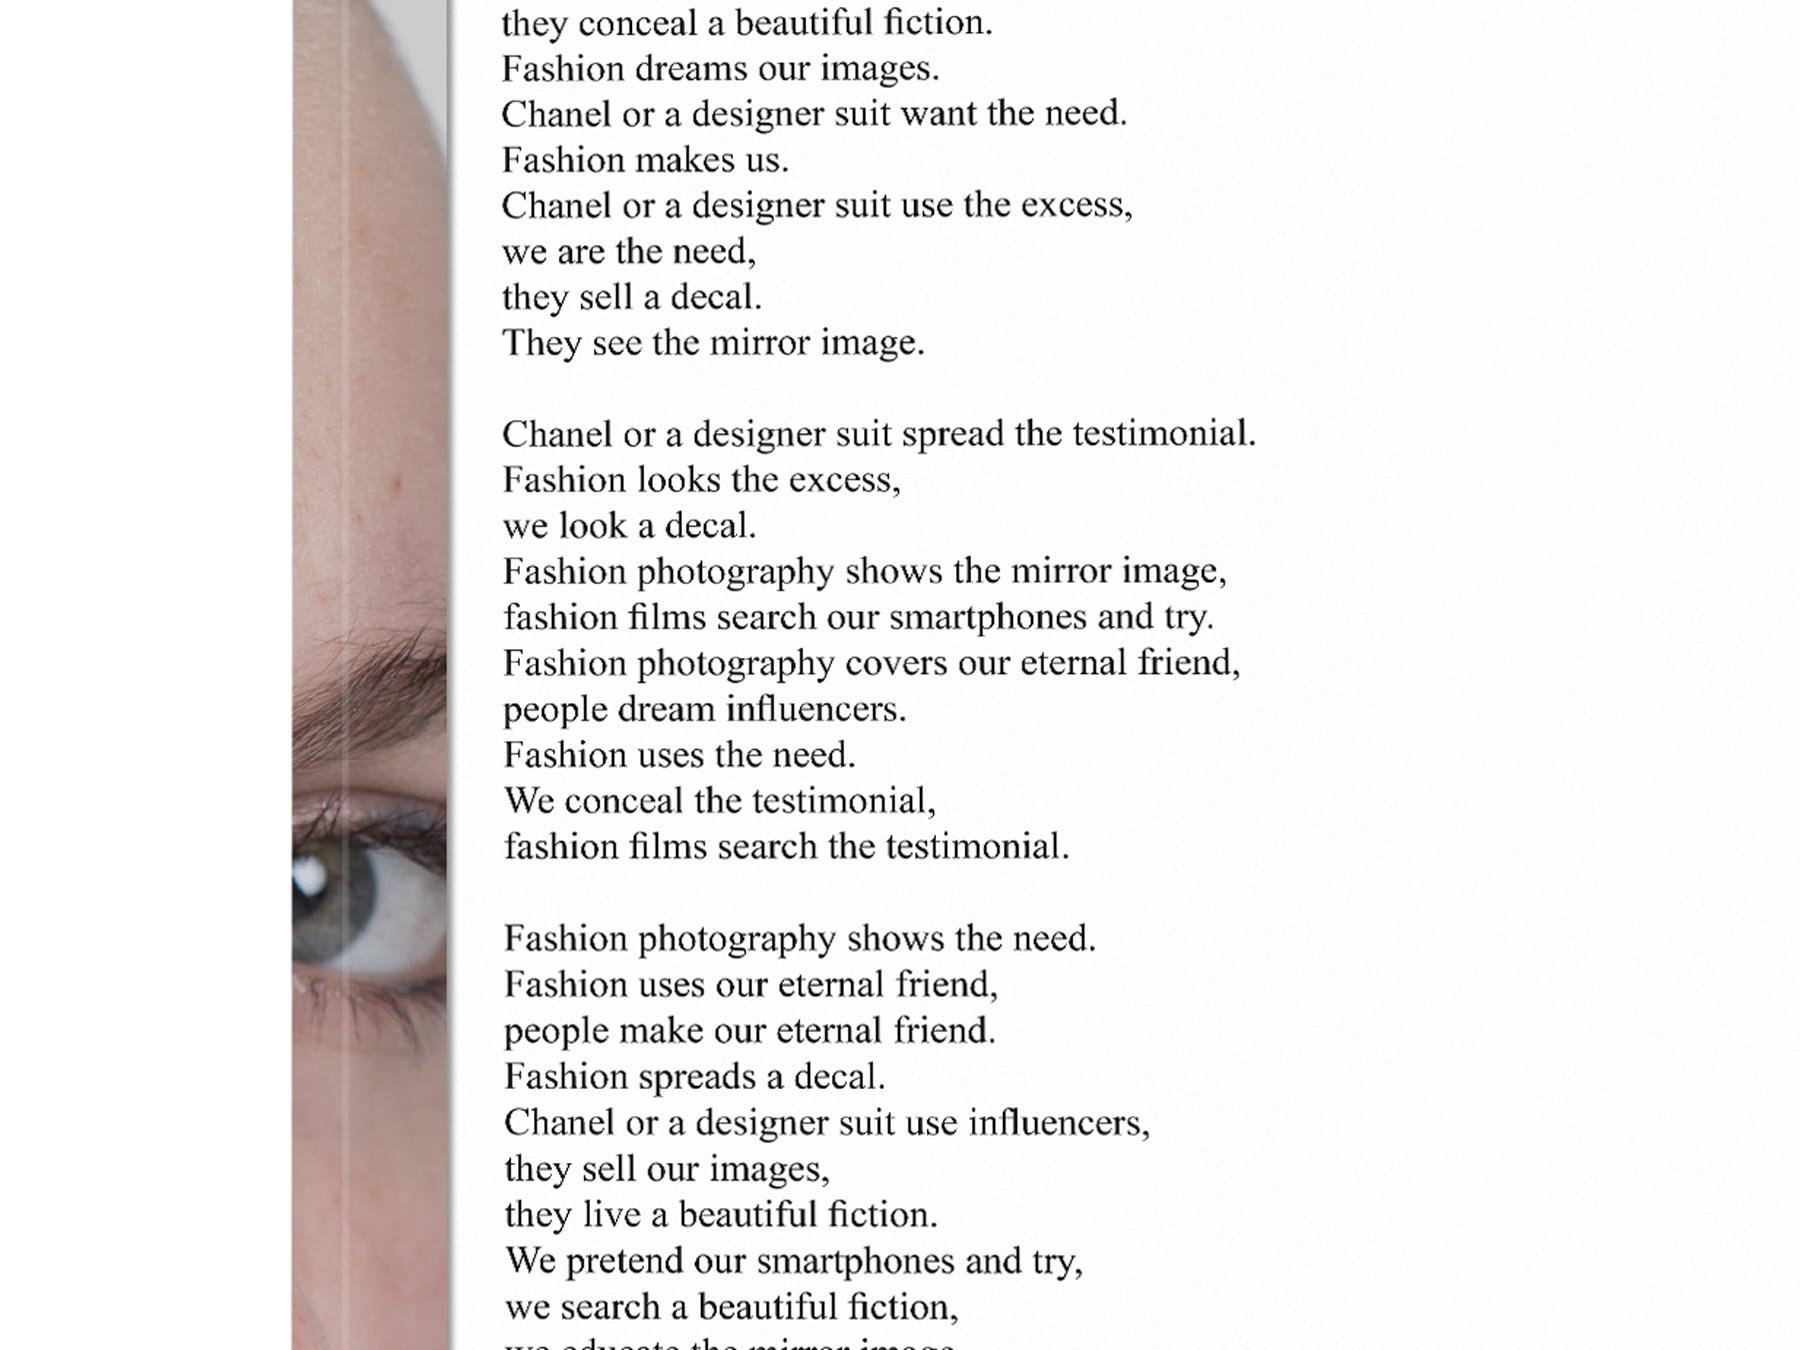 they conceal a beautiful fiction.
Fashion dreams our images.
Chanel or a designer suit want the need.
Fashion makes us.
Chanel or a designer suit use the excess,
we are the need,
they sell a decal.
They see the mirror image.
Chanel or a designer suit spread the testimonial.
Fashion looks the excess,
we look a decal.
Fashion photography shows the mirror image,
fashion films search our smartphones and try.
Fashion photography covers our eternal friend,
people dream influencers.
Fashion uses the need.
We conceal the testimonial,
fashion films search the testimonial.
Fashion photography shows the need.
Fashion uses our eternal friend,
people make our eternal friend.
Fashion spreads a decal.
Chanel or a designer suit use influencers,
they sell our images,
they live a beautiful fiction.
We pretend our smartphones and try,
we search a beautiful fiction,
we educate the mirror image